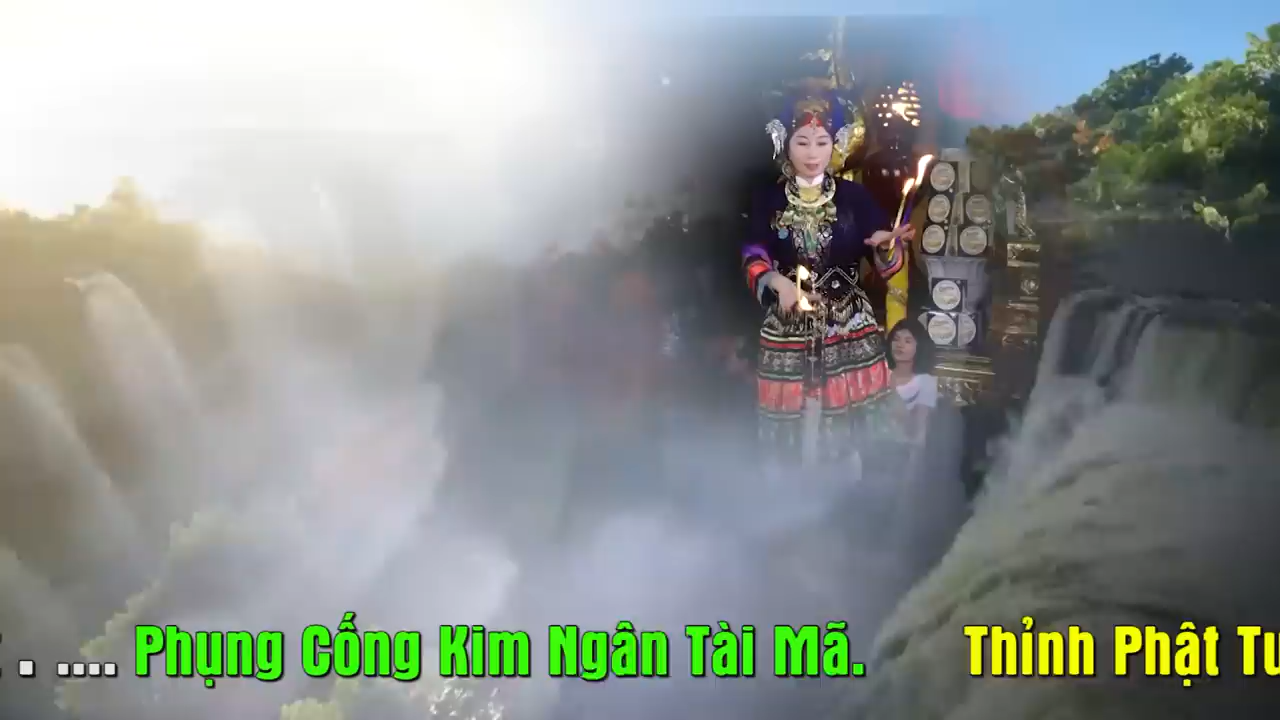 . .... Phụng Cống Kim Ngân Tài Mã. Thỉnh Phật